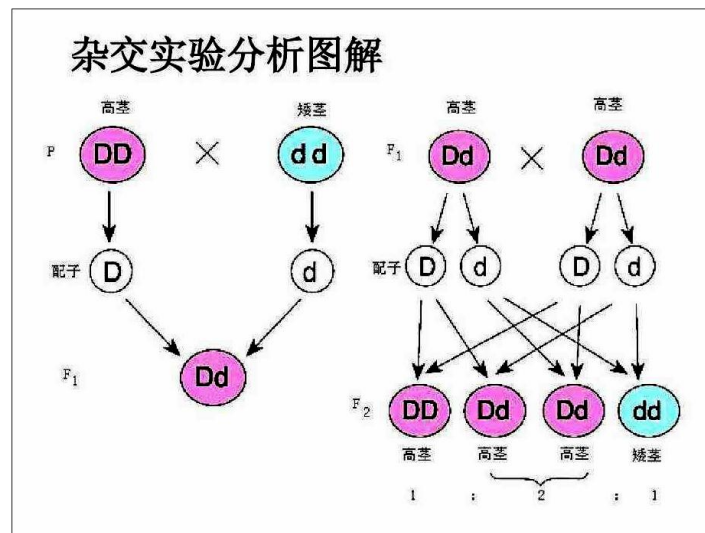 杂交实验分析图解
高茎 矮茎
P DD × dd
配子 D d
F₁ Dd
高茎 高茎
F₁ Dd × Dd
配子 D d D d
F₂ DD Dd Dd dd
高茎 高茎 高茎 矮茎
1 : 2 : 1